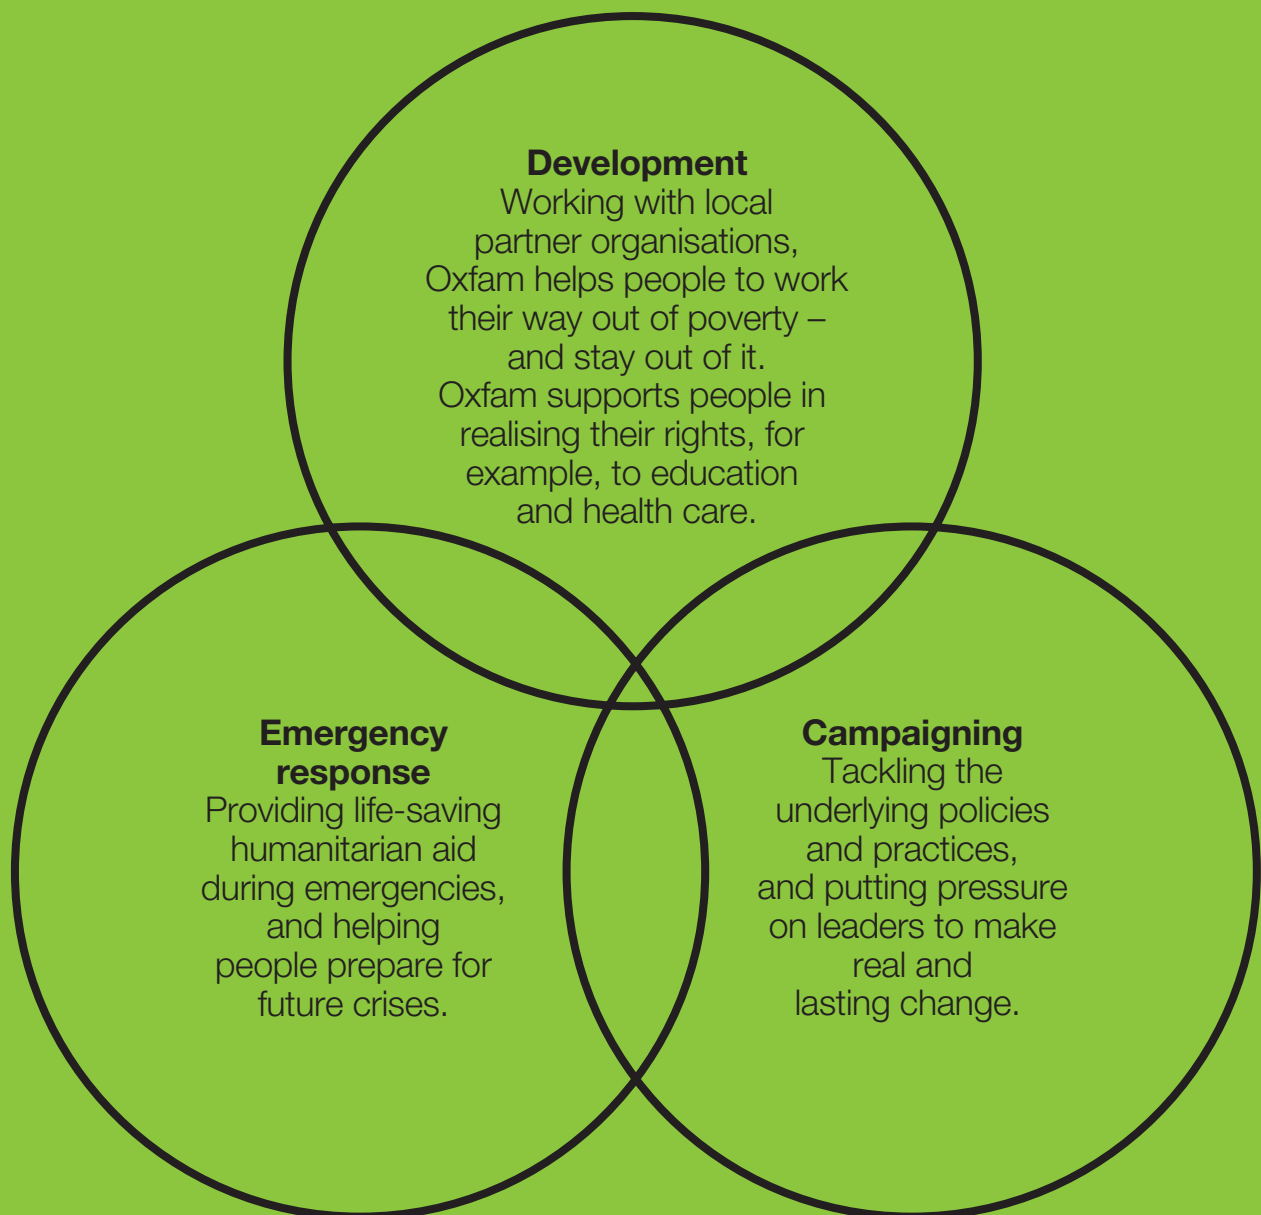 Development
Working with local
partner organisations,
Oxfam helps people to work
their way out of poverty –
and stay out of it.
Oxfam supports people in
realising their rights, for
example, to education
and health care.
Emergency
response
Providing life-saving
humanitarian aid
during emergencies,
and helping
people prepare for
future crises.
Campaigning
Tackling the
underlying policies
and practices,
and putting pressure
on leaders to make
real and
lasting change.